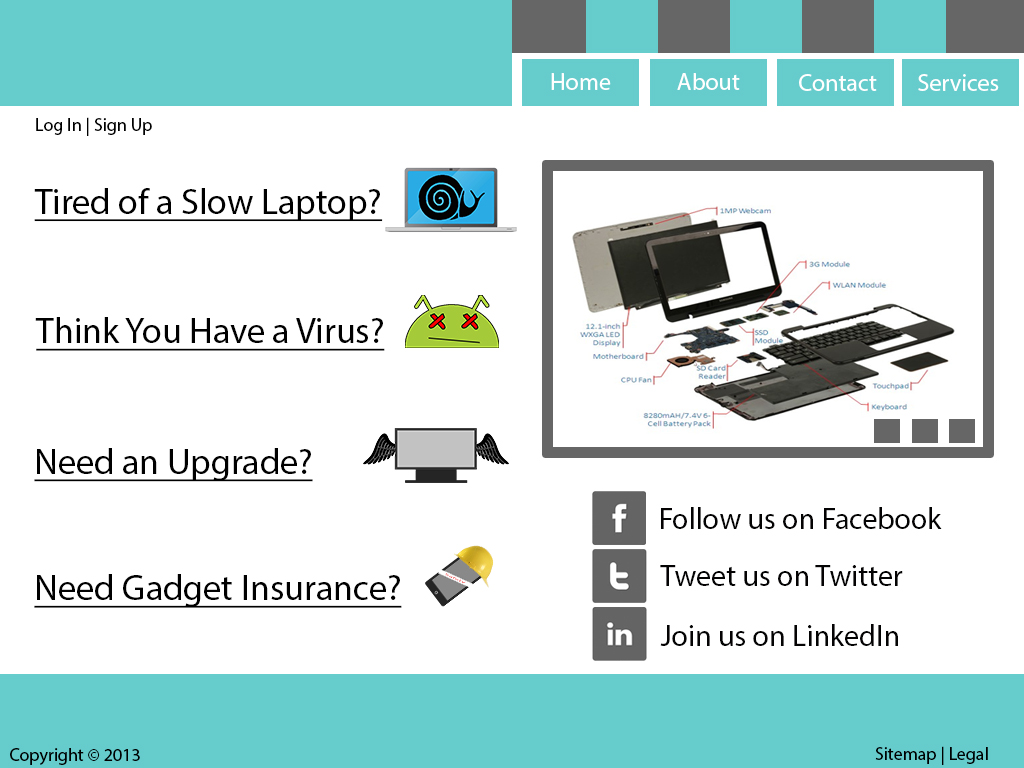 Home
About
Contact
Services
Log In | Sign Up
Tired of a Slow Laptop?
Think You Have a Virus?
Need an Upgrade?
Need Gadget Insurance?
1MP Webcam
3G Module
WLAN Module
12.1-inch
WXGA LED
Display
SSD
Module
Motherboard
SD Card
Reader
CPU Fan
Touchpad
Keyboard
8280mAH/7.4V 6-
Cell Battery Pack
f
Follow us on Facebook
t
Tweet us on Twitter
in
Join us on LinkedIn
Copyright © 2013
Sitemap | Legal